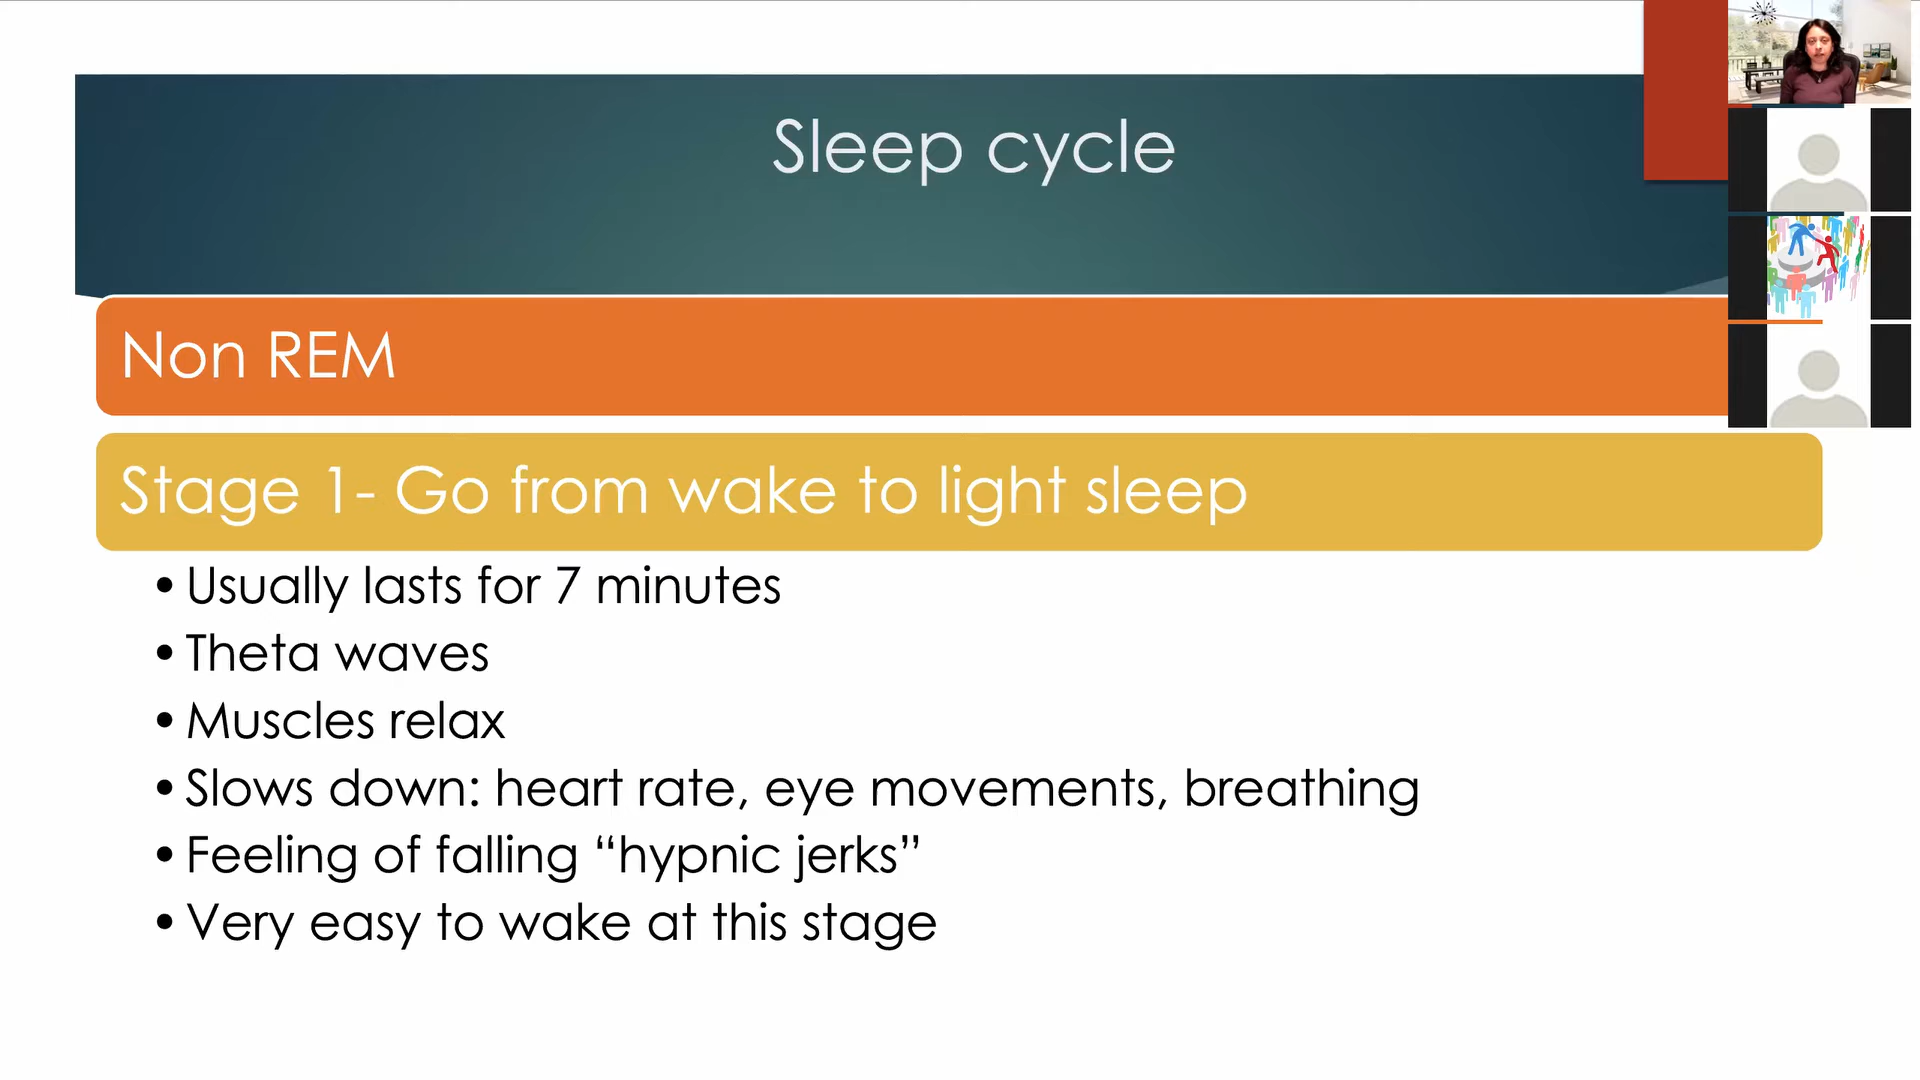 Sleep cycle
Non REM
Stage 1- Go from wake to light sleep
•Usually lasts for 7 minutes
•Theta waves
•Muscles relax
•Slows down: heart rate, eye movements, breathing
•Feeling of falling “hypnic jerks”
•Very easy to wake at this stage